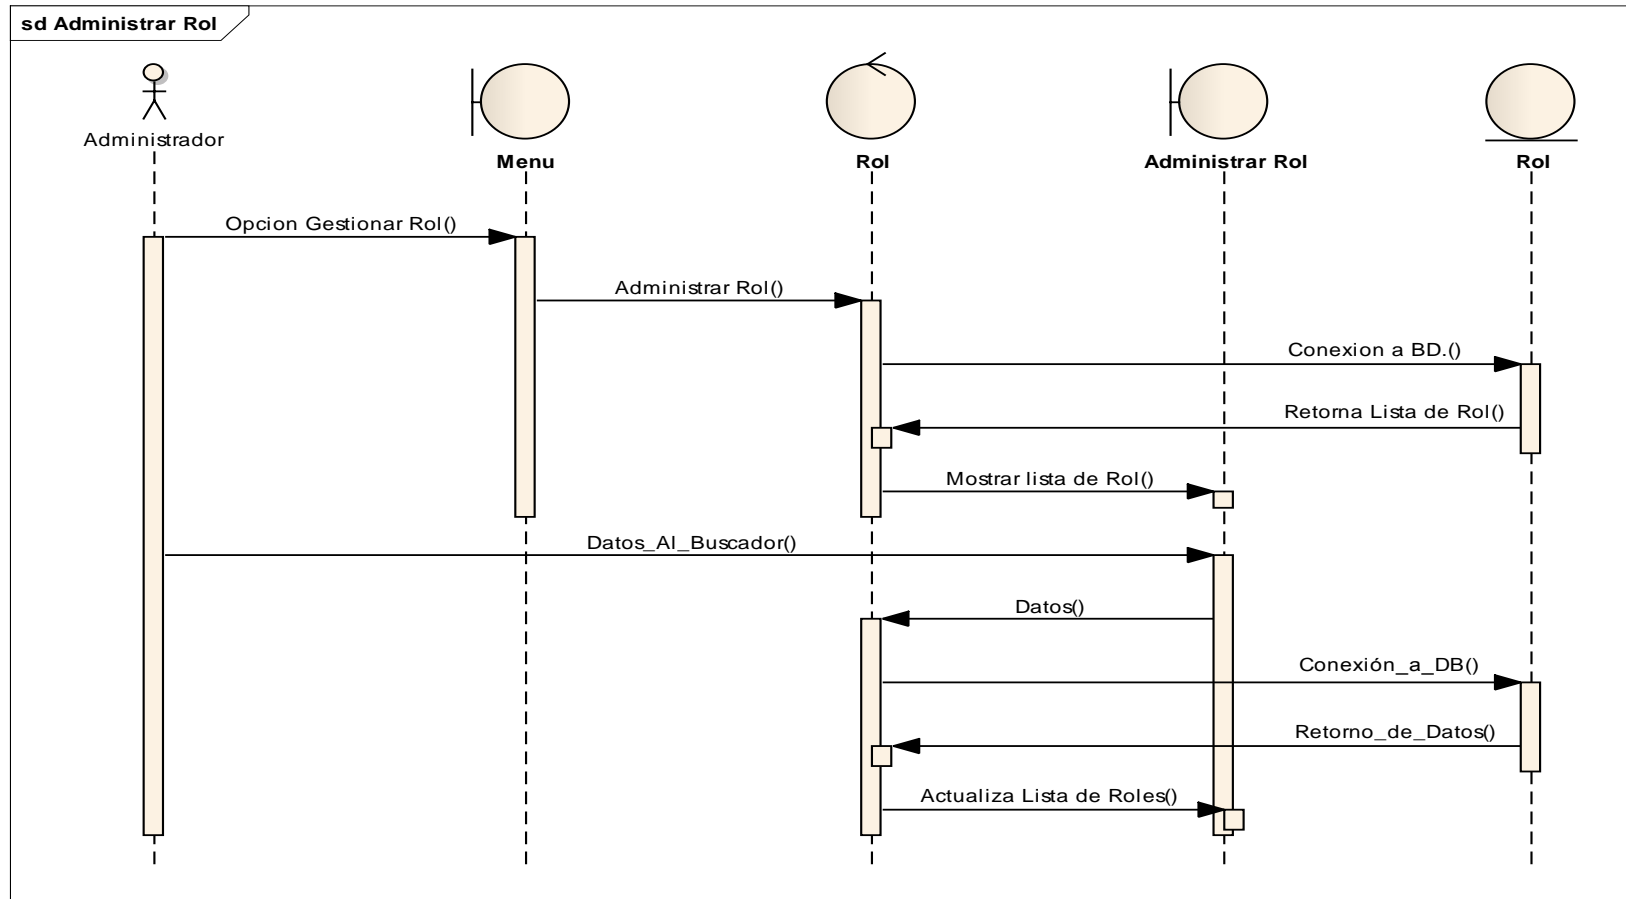 sd Administrar Rol
Administrador
Menu
Rol
Administrar Rol
Rol
Opcion Gestionar Rol()
Administrar Rol()
Conexion a BD.()
Retorna Lista de Rol()
Mostrar lista de Rol()
Datos_Al_Buscador()
Datos()
Conexión_a_DB()
Retorno_de_Datos()
Actualiza Lista de Roles()